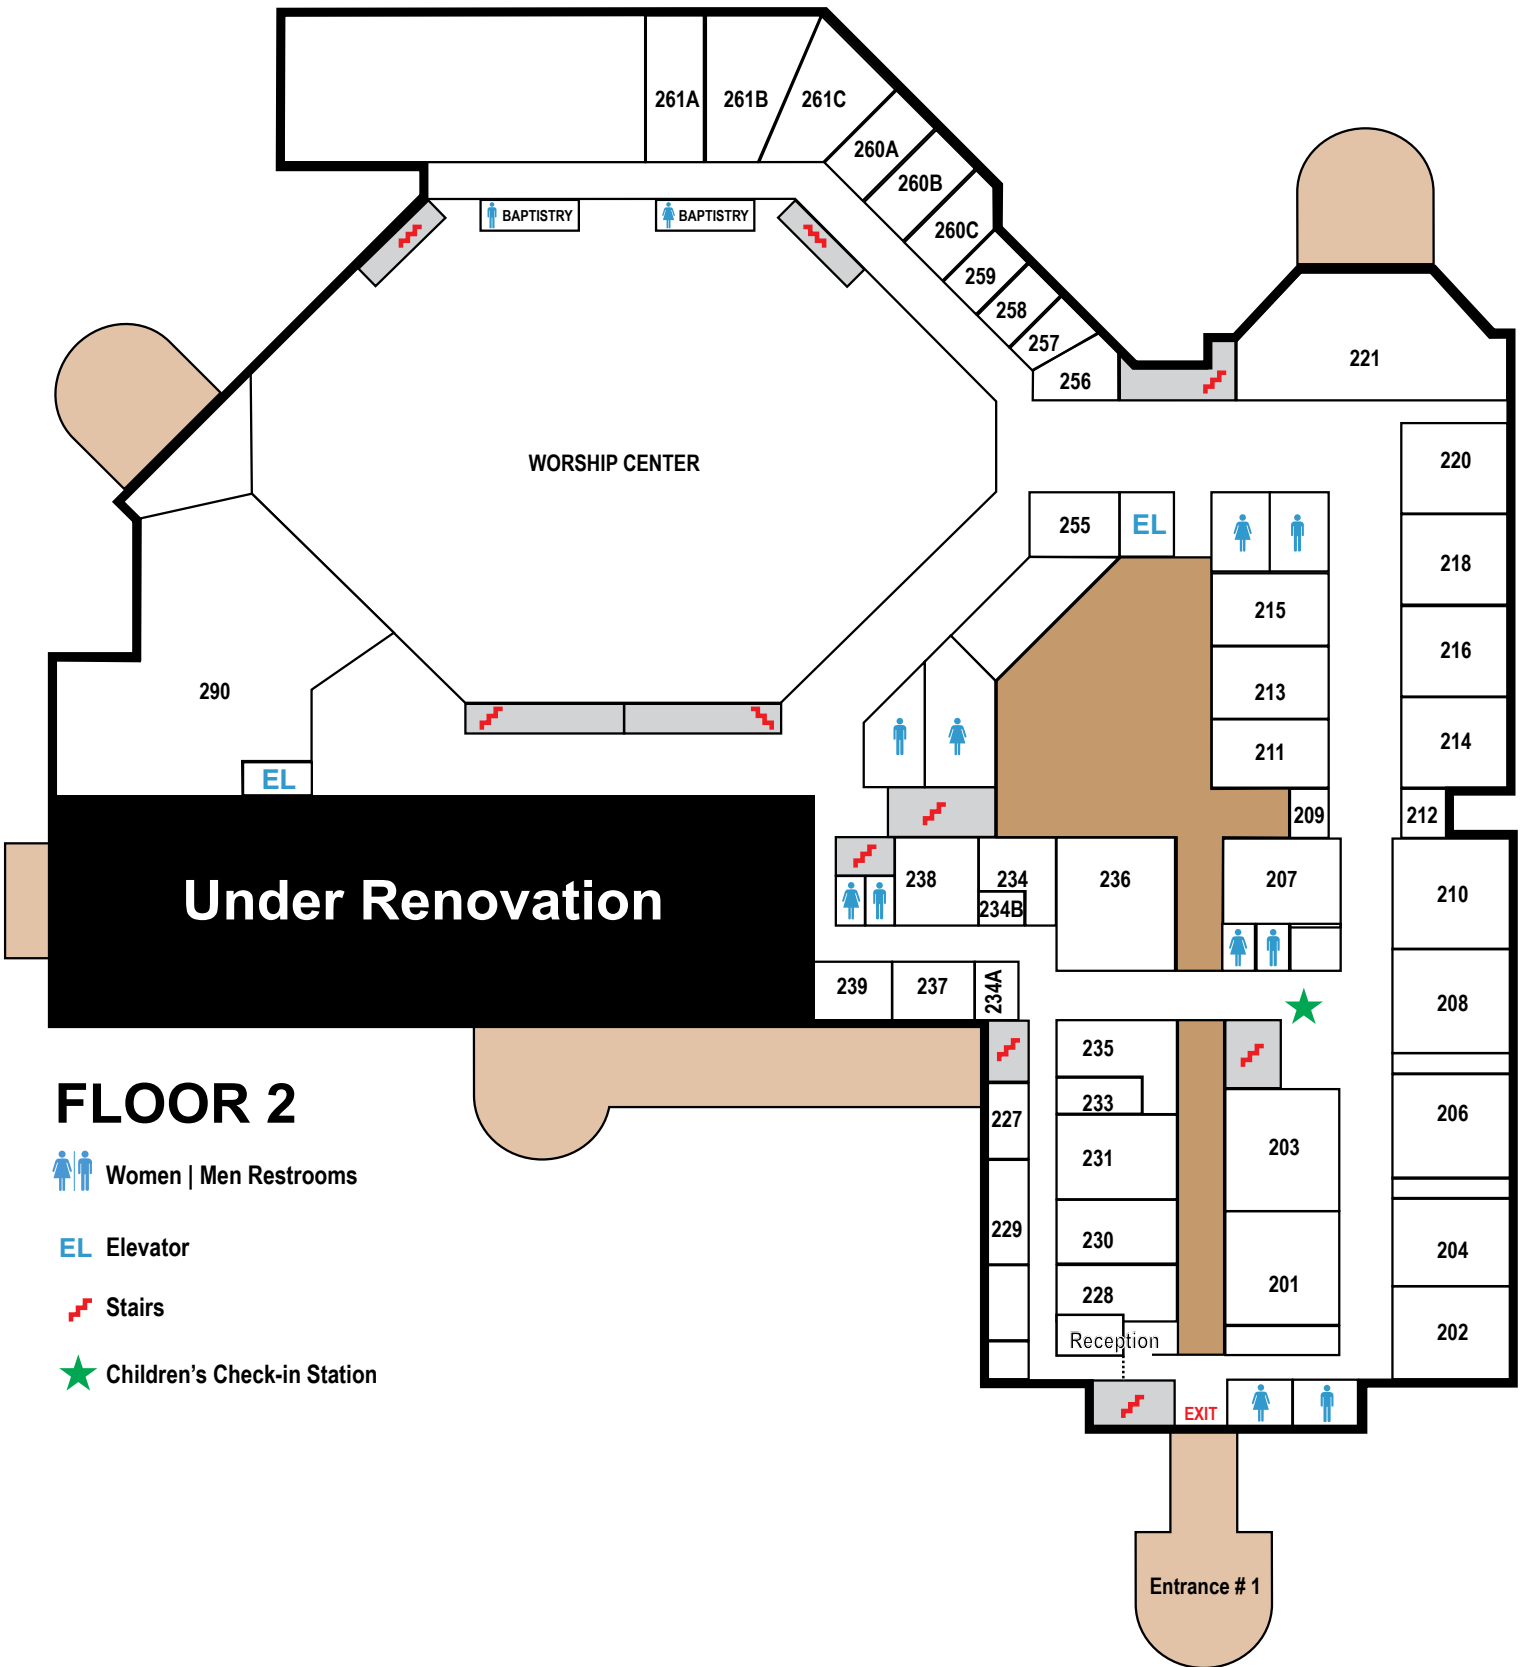 261A
261B
261C
260A
260B
260C
259
258
257
256
BAPTISTRY
BAPTISTRY
221
WORSHIP CENTER
220
255
EL
218
215
216
213
290
214
211
EL
209
212
Under Renovation
238
234
234B
236
207
210
239
237
234A
208
235
233
227
231
203
206
229
230
204
228
201
202
Reception
EXIT
Entrance # 1
FLOOR 2
Women | Men Restrooms
EL Elevator
Stairs
Children's Check-in Station